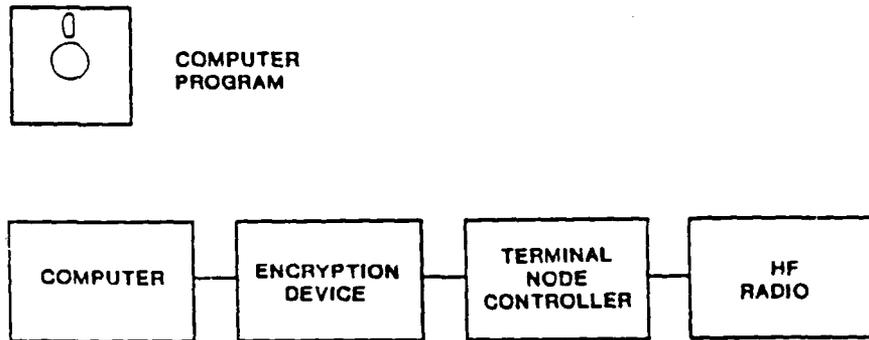 COMPUTER
PROGRAM
COMPUTER
ENCRYPTION
DEVICE
TERMINAL
NODE
CONTROLLER
HF
RADIO